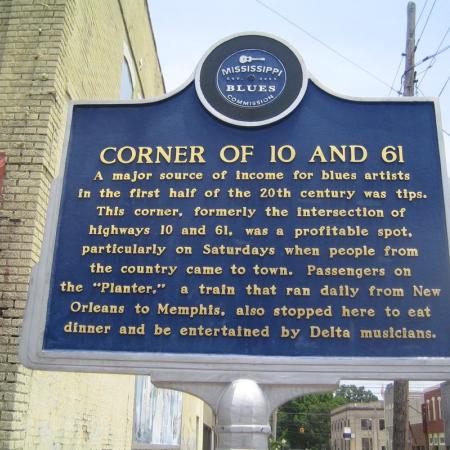 MISSISSIPPI
BLUES
COMMISSION
CORNER OF 10 AND 61
A major source of income for blues artists
in the first half of the 20th century was tips.
This corner, formerly the intersection of
highways 10 and 61, was a profitable spot,
particularly on Saturdays when people from
the country came to town. Passengers on
the "Planter," a train that ran daily from New
Orleans to Memphis, also stopped here to eat
dinner and be entertained by Delta musicians.